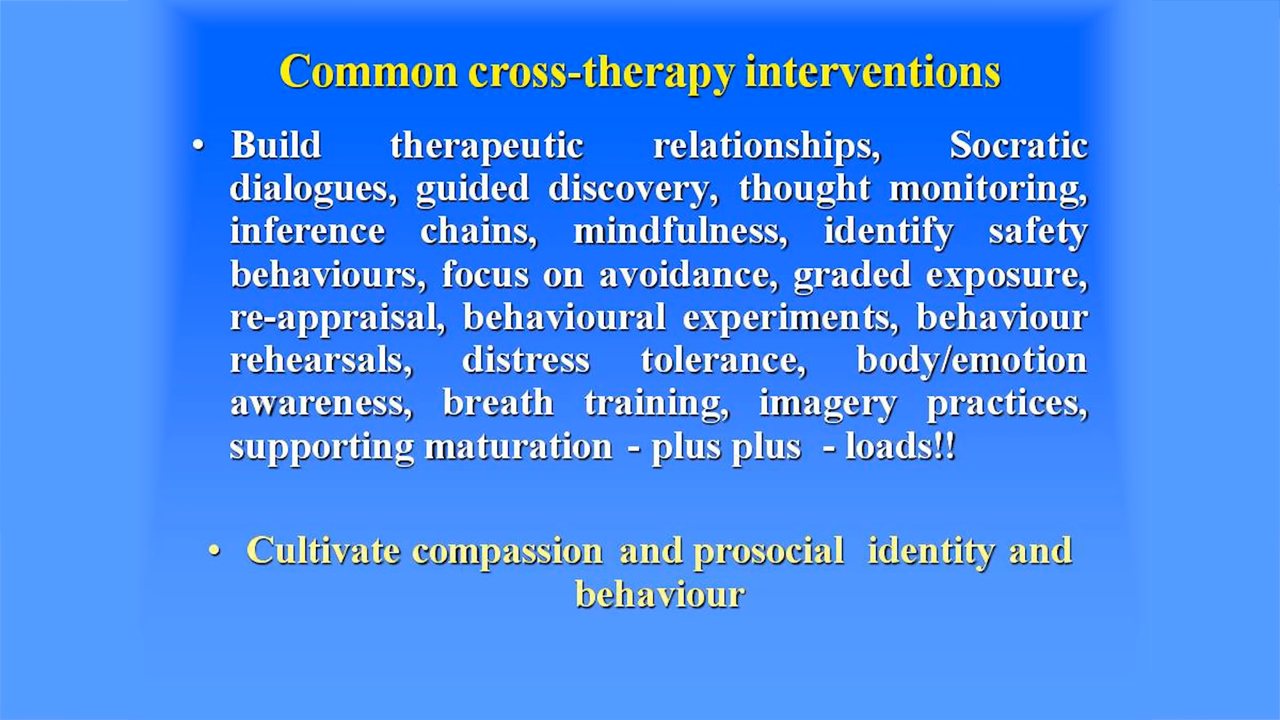 Common cross-therapy interventions
• Build therapeutic relationships, Socratic
dialogues, guided discovery, thought monitoring,
inference chains, mindfulness, identify safety
behaviours, focus on avoidance, graded exposure,
re-appraisal, behavioural experiments, behaviour
rehearsals, distress tolerance, body/emotion
awareness, breath training, imagery practices,
supporting maturation - plus plus - loads!!
• Cultivate compassion and prosocial identity and
behaviour